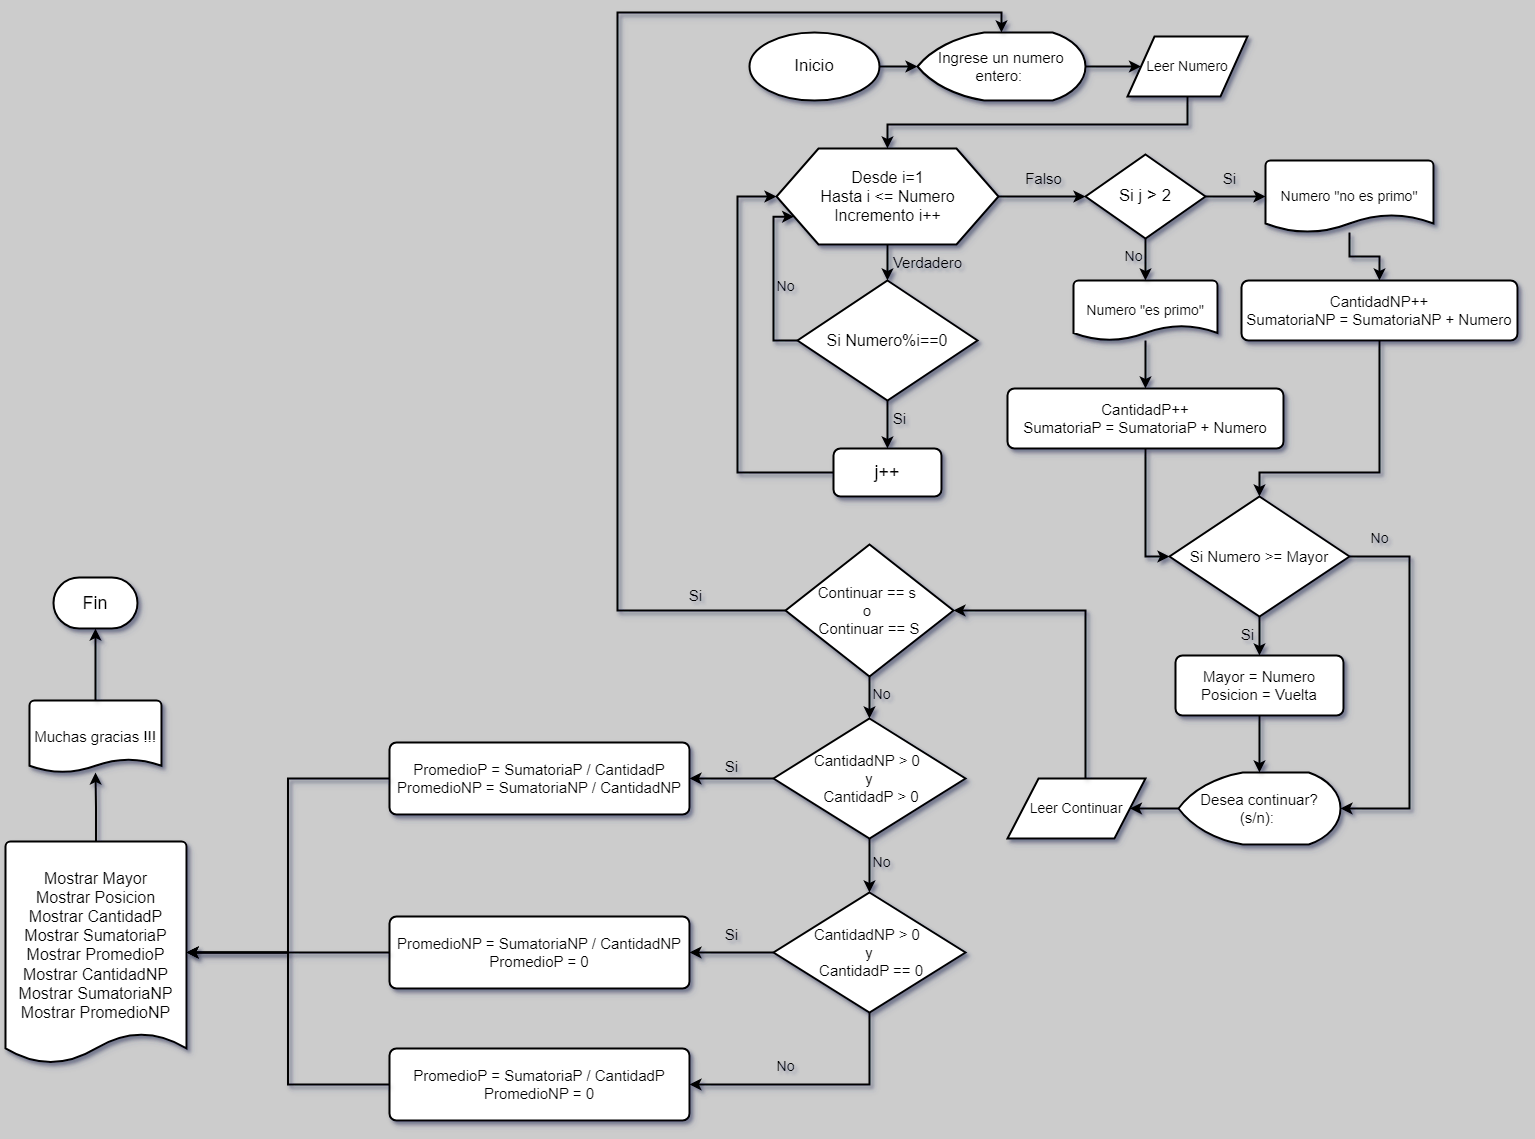 Inicio
Ingrese un numero
entero:
Leer Numero
Desde i=1
Hasta i <= Numero
Incremento i++
Falso
Si j > 2
Si
Numero "no es primo"
Verdadero
No
No
Numero "es primo"
CantidadNP++
SumatoriaNP = SumatoriaNP + Numero
Si Numero%i==0
Si
CantidadP++
SumatoriaP = SumatoriaP + Numero
j++
Si Numero >= Mayor
No
Si
Mayor = Numero
Posicion = Vuelta
Desea continuar?
(s/n):
Leer Continuar
Continuar == s
o
Continuar == S
Si
No
CantidadNP > 0
y
CantidadP > 0
Si
PromedioP = SumatoriaP / CantidadP
PromedioNP = SumatoriaNP / CantidadNP
No
CantidadNP > 0
y
CantidadP == 0
Si
PromedioNP = SumatoriaNP / CantidadNP
PromedioP = 0
No
PromedioP = SumatoriaP / CantidadP
PromedioNP = 0
Mostrar Mayor
Mostrar Posicion
Mostrar CantidadP
Mostrar SumatoriaP
Mostrar PromedioP
Mostrar CantidadNP
Mostrar SumatoriaNP
Mostrar PromedioNP
Muchas gracias !!!
Fin